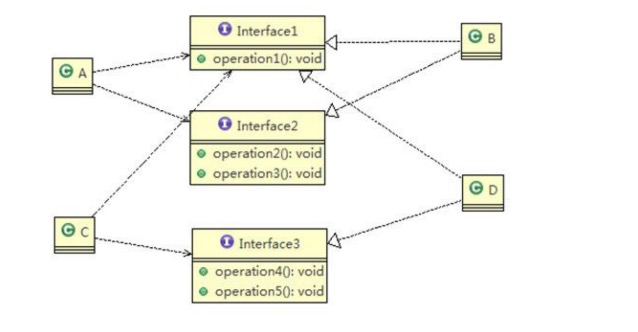 I Interface1
operation1(): void
C B
C A
I Interface2
operation2(): void
operation3(): void
C D
C C
I Interface3
operation4(): void
operation5(): void